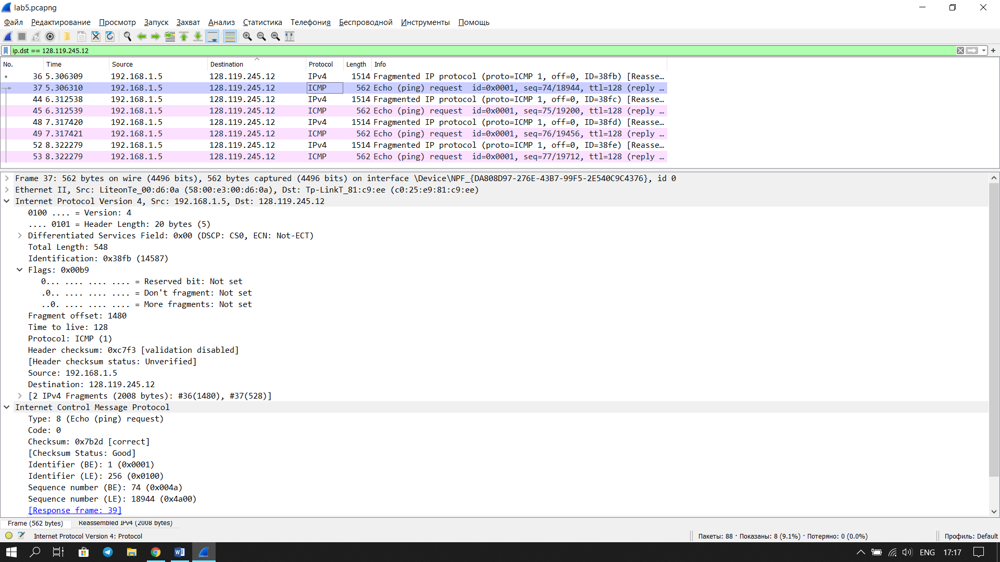 lab5.pcapng
Файл Редактирование Просмотр Запуск Захват Анализ Статистика Телефония Беспроводной Инструменты Помощь
ip.dst == 128.119.245.12
No. Time Source Destination Protocol Length Info
36 5.306309 192.168.1.5 128.119.245.12 IPv4 1514 Fragmented IP protocol (proto=ICMP 1, off=0, ID=38fb) [Reasse…
37 5.306310 192.168.1.5 128.119.245.12 ICMP 562 Echo (ping) request id=0x0001, seq=74/18944, ttl=128 (reply …
44 6.312538 192.168.1.5 128.119.245.12 IPv4 1514 Fragmented IP protocol (proto=ICMP 1, off=0, ID=38fc) [Reasse…
45 6.312539 192.168.1.5 128.119.245.12 ICMP 562 Echo (ping) request id=0x0001, seq=75/19200, ttl=128 (reply …
48 7.317420 192.168.1.5 128.119.245.12 IPv4 1514 Fragmented IP protocol (proto=ICMP 1, off=0, ID=38fd) [Reasse…
49 7.317421 192.168.1.5 128.119.245.12 ICMP 562 Echo (ping) request id=0x0001, seq=76/19456, ttl=128 (reply …
52 8.322279 192.168.1.5 128.119.245.12 IPv4 1514 Fragmented IP protocol (proto=ICMP 1, off=0, ID=38fe) [Reasse…
53 8.322279 192.168.1.5 128.119.245.12 ICMP 562 Echo (ping) request id=0x0001, seq=77/19712, ttl=128 (reply …
Frame 37: 562 bytes on wire (4496 bits), 562 bytes captured (4496 bits) on interface \Device\NPF_{DA808D97-276E-43B7-99F5-2E540C9C4376}, id 0
Ethernet II, Src: LiteonTe_00:d6:0a (58:00:e3:00:d6:0a), Dst: Tp-LinkT_81:c9:ee (c0:25:e9:81:c9:ee)
Internet Protocol Version 4, Src: 192.168.1.5, Dst: 128.119.245.12
0100 .... = Version: 4
.... 0101 = Header Length: 20 bytes (5)
Differentiated Services Field: 0x00 (DSCP: CS0, ECN: Not-ECT)
Total Length: 548
Identification: 0x38fb (14587)
Flags: 0x00b9
0... .... .... .... = Reserved bit: Not set
.0.. .... .... .... = Don't fragment: Not set
..0. .... .... .... = More fragments: Not set
Fragment offset: 1480
Time to live: 128
Protocol: ICMP (1)
Header checksum: 0xc7f3 [validation disabled]
[Header checksum status: Unverified]
Source: 192.168.1.5
Destination: 128.119.245.12
[2 IPv4 Fragments (2008 bytes): #36(1480), #37(528)]
Internet Control Message Protocol
Type: 8 (Echo (ping) request)
Code: 0
Checksum: 0x7b2d [correct]
[Checksum Status: Good]
Identifier (BE): 1 (0x0001)
Identifier (LE): 256 (0x0100)
Sequence number (BE): 74 (0x004a)
Sequence number (LE): 18944 (0x4a00)
[Response frame: 39]
Frame (562 bytes) Reassembled IPv4 (2008 bytes)
Internet Protocol Version 4: Protocol Пакеты: 88 · Показаны: 8 (9.1%) · Потеряно: 0 (0.0%) Профиль: Default
ENG 17:17